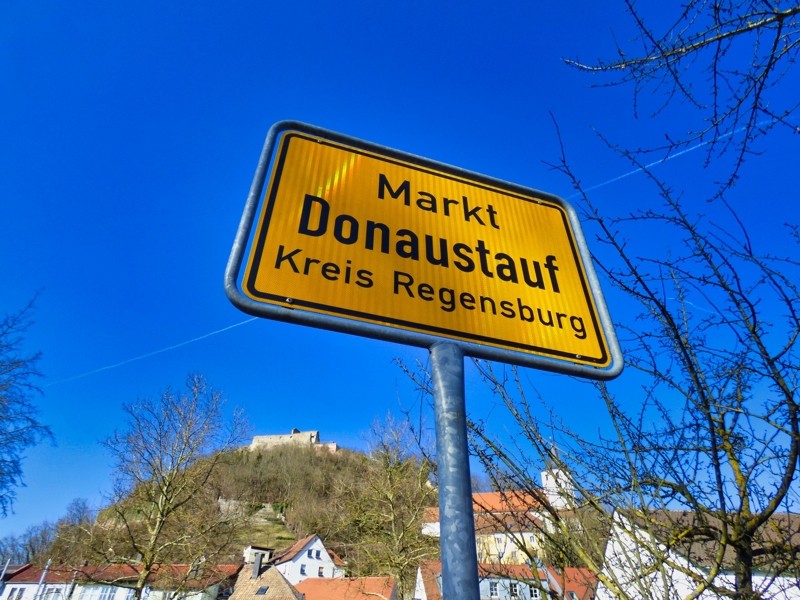 Markt
Donaustauf
Kreis Regensburg